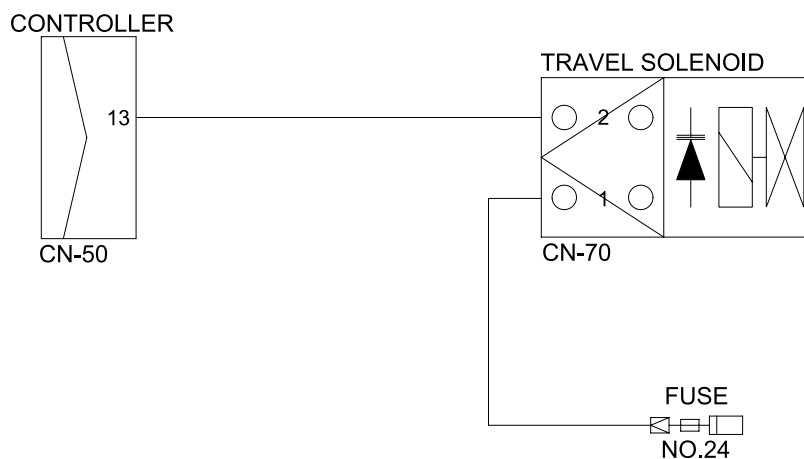 CONTROLLER
TRAVEL SOLENOID
13
2
1
CN-50
CN-70
FUSE
NO.24